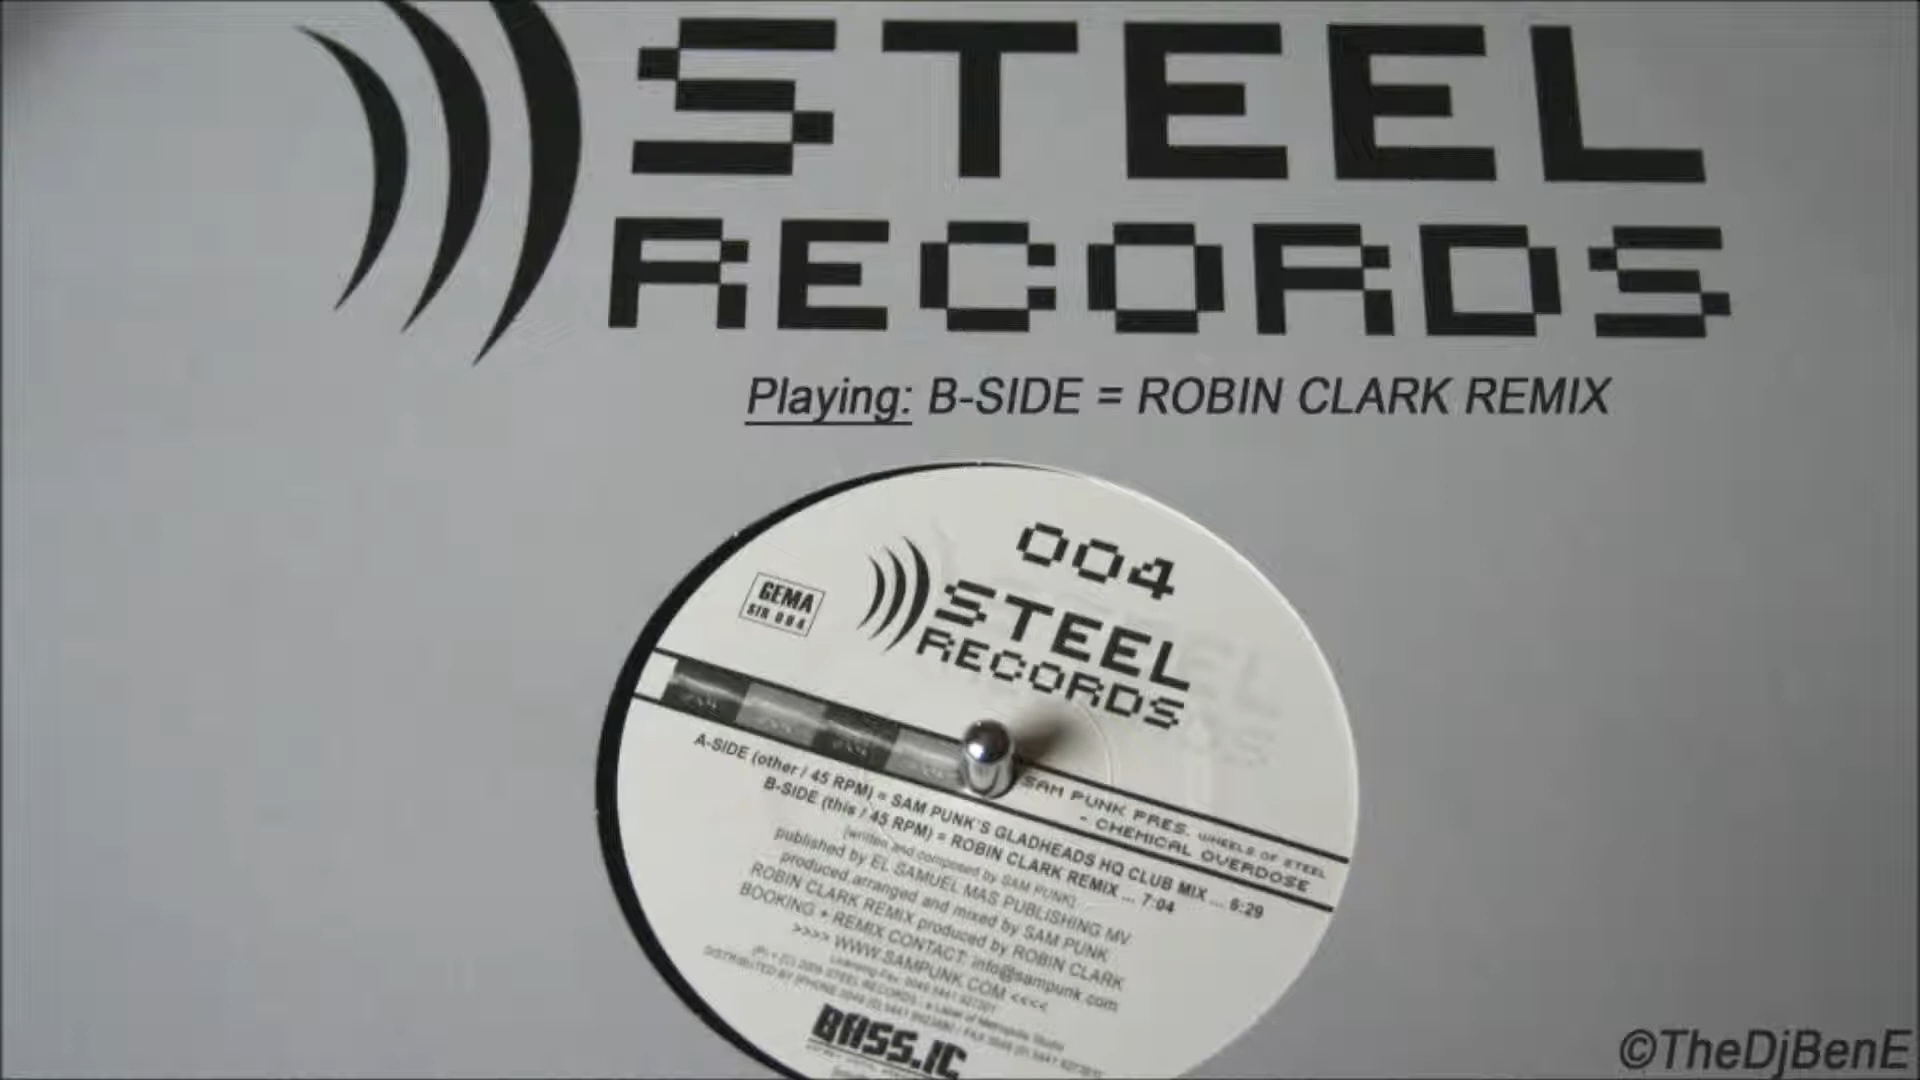 STEEL
RECORDS
Playing: B-SIDE = ROBIN CLARK REMIX
004
GEMA
STR 004
STEEL
RECORDS
SAM PUNK PRES. WHEELS OF STEEL
- CHEMICAL OVERDOSE
A-SIDE (other / 45 RPM) = SAM PUNK'S GLADHEADS HQ CLUB MIX ... 6:29
B-SIDE (this / 45 RPM) = ROBIN CLARK REMIX ... 7:04
(written and composed by SAM PUNK)
published by EL SAMUEL MAS PUBLISHING MV
produced arranged and mixed by SAM PUNK
ROBIN CLARK REMIX produced by ROBIN CLARK
BOOKING + REMIX CONTACT: info@sampunk.com
>>>> WWW.SAMPUNK.COM <<<<
STEEL RECORDS
DISTRIBUTED BY
BASS.IC
©TheDjBenE